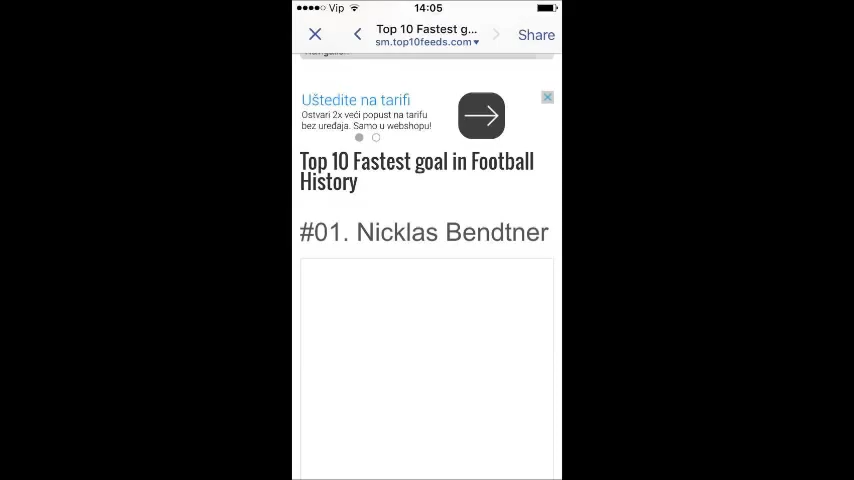 Vip 14:05
Top 10 Fastest g...
sm.top10feeds.com
Share
Uštedite na tarifi
Ostvari 2x veći popust na tarifu
bez uređaja. Samo u webshopu!
Top 10 Fastest goal in Football
History
#01. Nicklas Bendtner